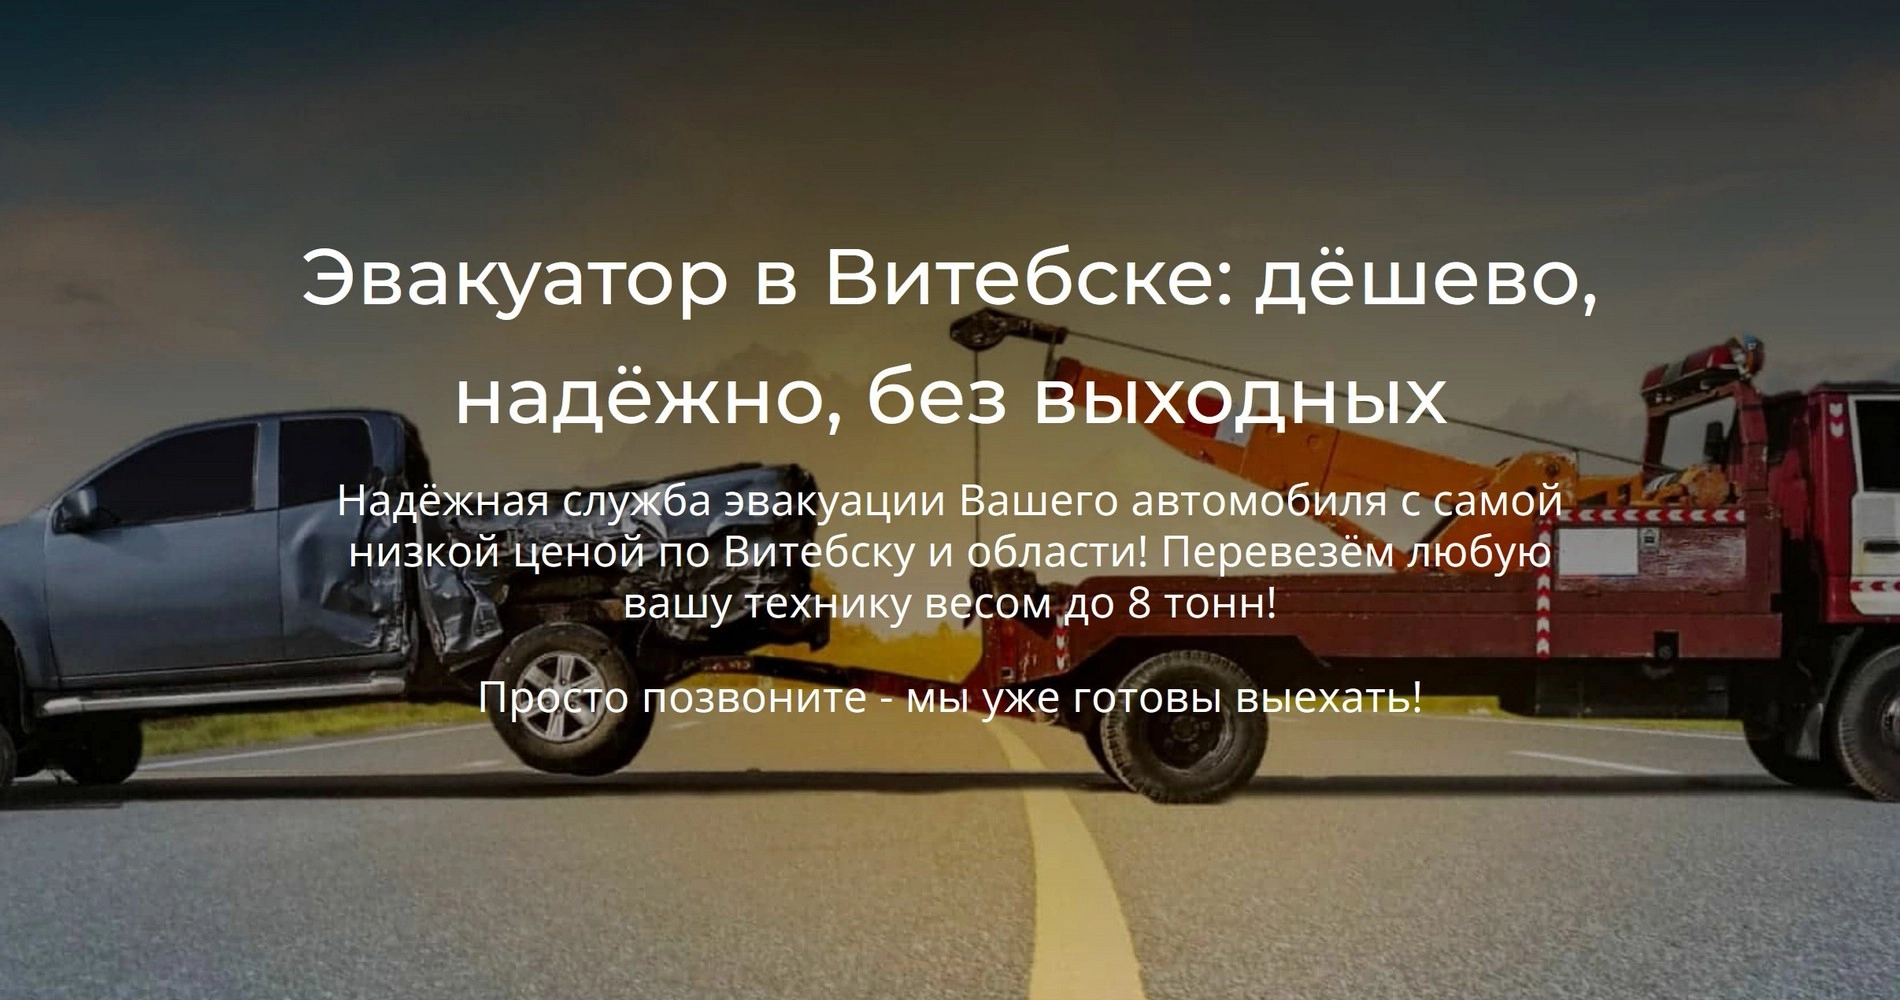 Эвакуатор в Витебске: дёшево,
надёжно, без выходных
Надёжная служба эвакуации Вашего автомобиля с самой
низкой ценой по Витебску и области! Перевезём любую
вашу технику весом до 8 тонн!
Просто позвоните - мы уже готовы выехать!